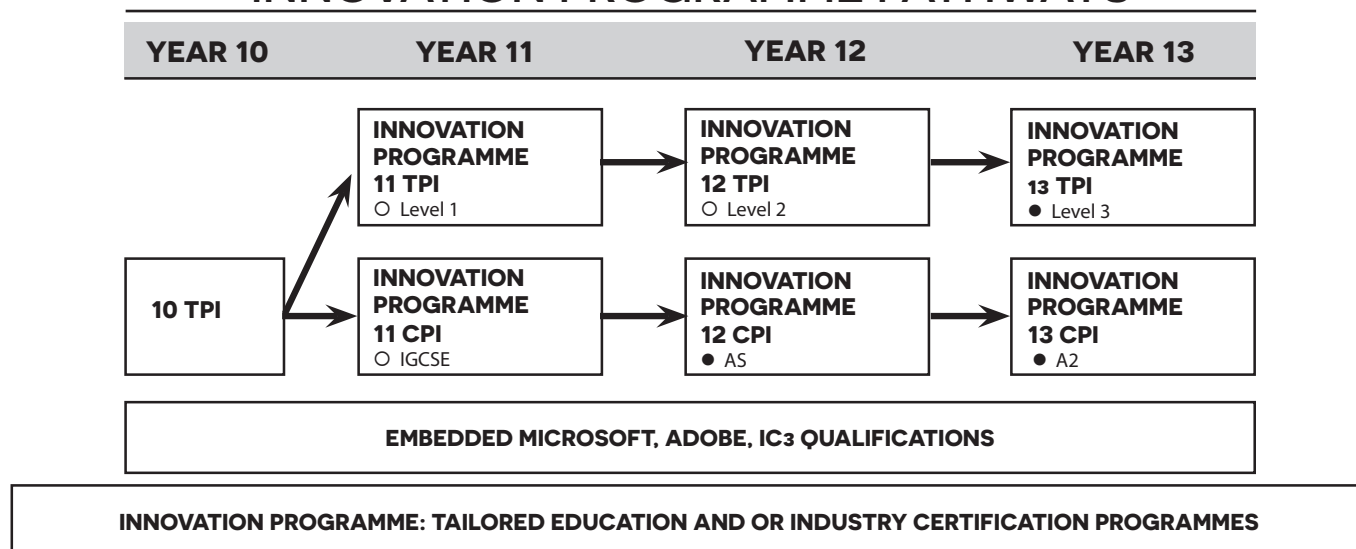 INNOVATION PROGRAMME PATHWAYS
YEAR 10 YEAR 11 YEAR 12 YEAR 13
INNOVATION
PROGRAMME
11 TPI
○ Level 1
INNOVATION
PROGRAMME
12 TPI
○ Level 2
INNOVATION
PROGRAMME
13 TPI
● Level 3
10 TPI
INNOVATION
PROGRAMME
11 CPI
○ IGCSE
INNOVATION
PROGRAMME
12 CPI
● AS
INNOVATION
PROGRAMME
13 CPI
● A2
EMBEDDED MICROSOFT, ADOBE, IC3 QUALIFICATIONS
INNOVATION PROGRAMME: TAILORED EDUCATION AND OR INDUSTRY CERTIFICATION PROGRAMMES